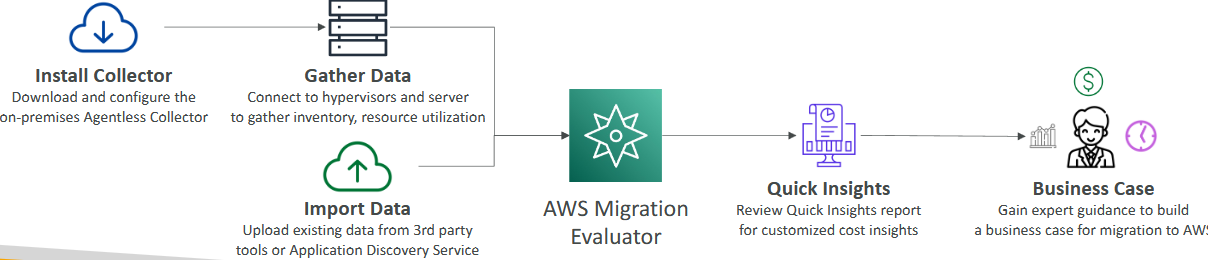 Install Collector
Download and configure the
on-premises Agentless Collector
Gather Data
Connect to hypervisors and server
to gather inventory, resource utilization
Import Data
Upload existing data from 3rd party
tools or Application Discovery Service
AWS Migration
Evaluator
Quick Insights
Review Quick Insights report
for customized cost insights
$
Business Case
Gain expert guidance to build
a business case for migration to AWS